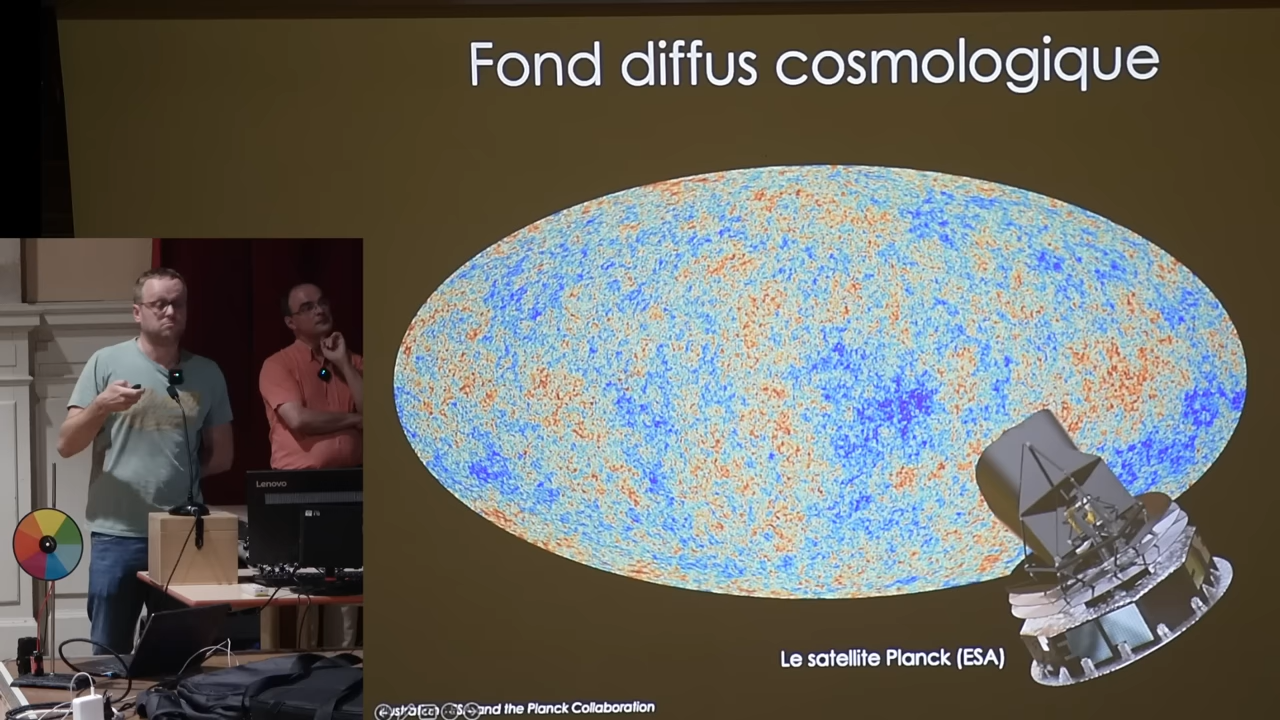 Fond diffus cosmologique
Lenovo
Le satellite Planck (ESA)
and the Planck Collaboration